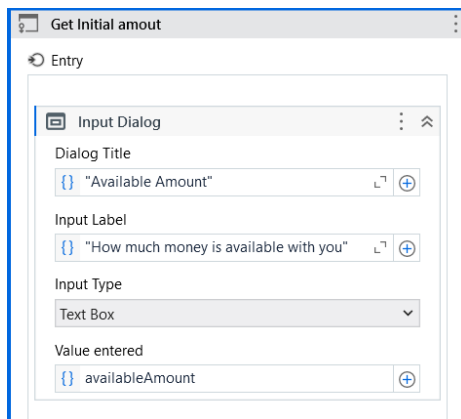 Get Initial amout
Entry
Input Dialog
Dialog Title
{} "Available Amount"
Input Label
{} "How much money is available with you"
Input Type
Text Box
Value entered
{} availableAmount